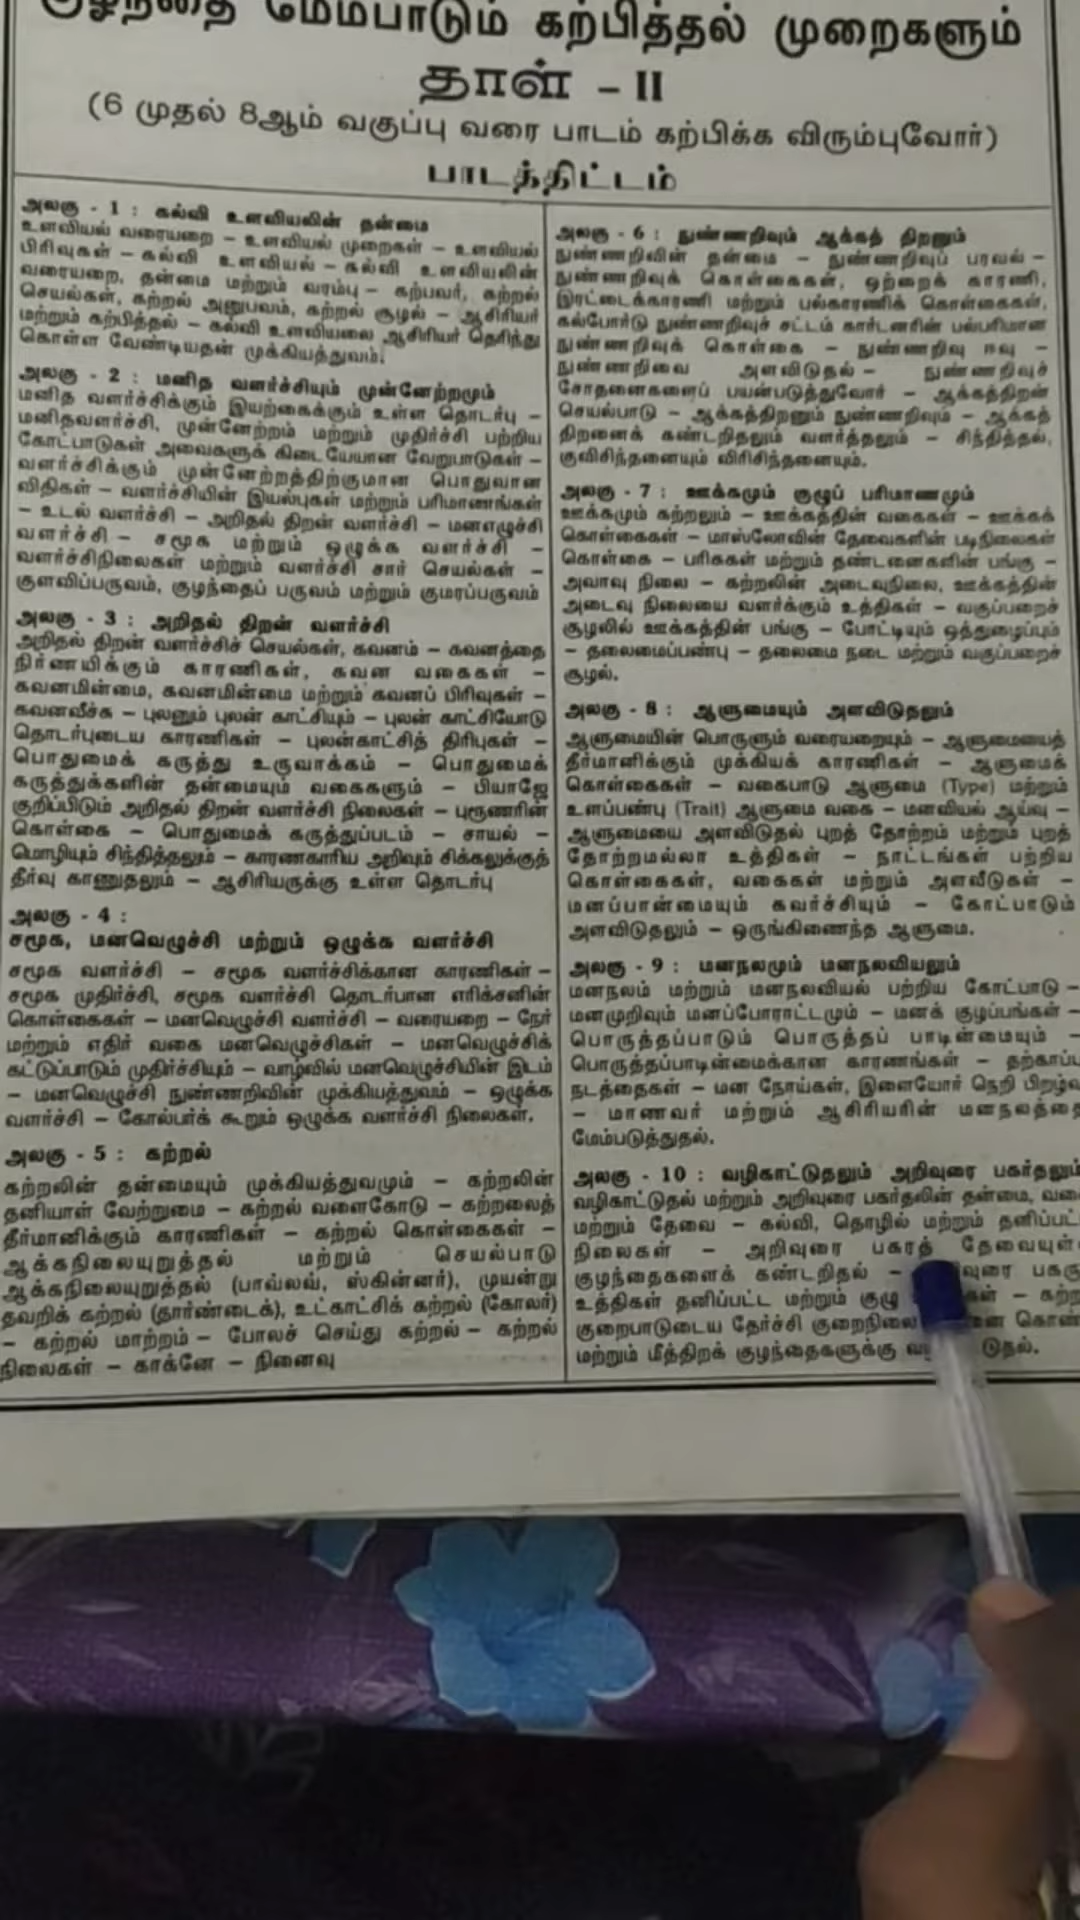 குழந்தை மேம்பாடும் கற்பித்தல் முறைகளும்
தாள் – II
(6 முதல் 8ஆம் வகுப்பு வரை பாடம் கற்பிக்க விரும்புவோர்)
பாடத்திட்டம்
அலகு - 1 : கல்வி உளவியலின் தன்மை
உளவியல் வரையறை – உளவியல் முறைகள் – உளவியல்
பிரிவுகள் – கல்வி உளவியல் – கல்வி உளவியலின்
வரையறை, தன்மை மற்றும் வரம்பு – கற்பவர், கற்றல்
செயல்கள், கற்றல் அனுபவம், கற்றல் சூழல் – ஆசிரியர்
மற்றும் கற்பித்தல் – கல்வி உளவியலை ஆசிரியர் தெரிந்து
கொள்ள வேண்டியதன் முக்கியத்துவம்.
அலகு - 2 : மனித வளர்ச்சியும் முன்னேற்றமும்
மனித வளர்ச்சிக்கும் இயற்கைக்கும் உள்ள தொடர்பு –
மனிதவளர்ச்சி, முன்னேற்றம் மற்றும் முதிர்ச்சி பற்றிய
கோட்பாடுகள் அவைகளுக் கிடையேயான வேறுபாடுகள் –
வளர்ச்சிக்கும் முன்னேற்றத்திற்குமான பொதுவான
விதிகள் – வளர்ச்சியின் இயல்புகள் மற்றும் பரிமாணங்கள்
– உடல் வளர்ச்சி – அறிதல் திறன் வளர்ச்சி – மனஎழுச்சி
வளர்ச்சி – சமூக மற்றும் ஒழுக்க வளர்ச்சி –
வளர்ச்சிநிலைகள் மற்றும் வளர்ச்சி சார் செயல்கள் –
குளவிப்பருவம், குழந்தைப் பருவம் மற்றும் குமரப்பருவம்
அலகு - 3 : அறிதல் திறன் வளர்ச்சி
அறிதல் திறன் வளர்ச்சிச் செயல்கள், கவனம் – கவனத்தை
நிர்ணயிக்கும் காரணிகள், கவன வகைகள் –
கவனமின்மை, கவனமின்மை மற்றும் கவனப் பிரிவுகள் –
கவனவீச்சு – புலனும் புலன் காட்சியும் – புலன் காட்சியோடு
தொடர்புடைய காரணிகள் – புலன்காட்சித் திரிபுகள் –
பொதுமைக் கருத்து உருவாக்கம் – பொதுமைக்
கருத்துக்களின் தன்மையும் வகைகளும் – பியாஜே
குறிப்பிடும் அறிதல் திறன் வளர்ச்சி நிலைகள் – புரூணரின்
கொள்கை – பொதுமைக் கருத்துப்படம் – சாயல் –
மொழியும் சிந்தித்தலும் – காரணகாரிய அறிவும் சிக்கலுக்குத்
தீர்வு காணுதலும் – ஆசிரியருக்கு உள்ள தொடர்பு
அலகு - 4 :
சமூக, மனவெழுச்சி மற்றும் ஒழுக்க வளர்ச்சி
சமூக வளர்ச்சி – சமூக வளர்ச்சிக்கான காரணிகள் –
சமூக முதிர்ச்சி, சமூக வளர்ச்சி தொடர்பான எரிக்சனின்
கொள்கைகள் – மனவெழுச்சி வளர்ச்சி – வரையறை – நேர்
மற்றும் எதிர் வகை மனவெழுச்சிகள் – மனவெழுச்சிக்
கட்டுப்பாடும் முதிர்ச்சியும் – வாழ்வில் மனவெழுச்சியின் இடம்
– மனவெழுச்சி நுண்ணறிவின் முக்கியத்துவம் – ஒழுக்க
வளர்ச்சி – கோல்பர்க் கூறும் ஒழுக்க வளர்ச்சி நிலைகள்.
அலகு - 5 : கற்றல்
கற்றலின் தன்மையும் முக்கியத்துவமும் – கற்றலின்
தனியாள் வேற்றுமை – கற்றல் வளைகோடு – கற்றலைத்
தீர்மானிக்கும் காரணிகள் – கற்றல் கொள்கைகள் –
ஆக்கநிலையுறுத்தல் மற்றும் செயல்பாடு
ஆக்கநிலையுறுத்தல் (பாவ்லவ், ஸ்கின்னர்), முயன்று
தவறிக் கற்றல் (தார்ண்டைக்), உட்காட்சிக் கற்றல் (கோலர்)
– கற்றல் மாற்றம் – போலச் செய்து கற்றல் – கற்றல்
நிலைகள் – காக்னே – நினைவு
அலகு - 6 : நுண்ணறிவும் ஆக்கத் திறனும்
நுண்ணறிவின் தன்மை – நுண்ணறிவுப் பரவல் –
நுண்ணறிவுக் கொள்கைகள், ஒற்றைக் காரணி,
இரட்டைக்காரணி மற்றும் பல்காரணிக் கொள்கைகள்,
கல்போர்டு நுண்ணறிவுச் சட்டம் கார்டனரின் பல்பரிமான
நுண்ணறிவுக் கொள்கை – நுண்ணறிவு ஈவு –
நுண்ணறிவை அளவிடுதல் – நுண்ணறிவுச்
சோதனைகளைப் பயன்படுத்துவோர் – ஆக்கத்திறன்
செயல்பாடு – ஆக்கத்திறனும் நுண்ணறிவும் – ஆக்கத்
திறனைக் கண்டறிதலும் வளர்த்தலும் – சிந்தித்தல்,
குவிசிந்தனையும் விரிசிந்தனையும்.
அலகு - 7 : ஊக்கமும் குழுப் பரிமாணமும்
ஊக்கமும் கற்றலும் – ஊக்கத்தின் வகைகள் – ஊக்கக்
கொள்கைகள் – மாஸ்லோவின் தேவைகளின் படிநிலைகள்
கொள்கை – பரிசுகள் மற்றும் தண்டனைகளின் பங்கு –
அவாவு நிலை – கற்றலின் அடைவுநிலை, ஊக்கத்தின்
அடைவு நிலையை வளர்க்கும் உத்திகள் – வகுப்பறைச்
சூழலில் ஊக்கத்தின் பங்கு – போட்டியும் ஒத்துழைப்பும்
– தலைமைப்பண்பு – தலைமை நடை மற்றும் வகுப்பறைச்
சூழல்.
அலகு - 8 : ஆளுமையும் அளவிடுதலும்
ஆளுமையின் பொருளும் வரையறையும் – ஆளுமையைத்
தீர்மானிக்கும் முக்கியக் காரணிகள் – ஆளுமைக்
கொள்கைகள் – வகைபாடு ஆளுமை (Type) மற்றும்
உளப்பண்பு (Trait) ஆளுமை வகை – மனவியல் ஆய்வு –
ஆளுமையை அளவிடுதல் புறத் தோற்றம் மற்றும் புறத்
தோற்றமல்லா உத்திகள் – நாட்டங்கள் பற்றிய
கொள்கைகள், வகைகள் மற்றும் அளவீடுகள் –
மனப்பான்மையும் கவர்ச்சியும் – கோட்பாடும்
அளவிடுதலும் – ஒருங்கிணைந்த ஆளுமை.
அலகு - 9 : மனநலமும் மனநலவியலும்
மனநலம் மற்றும் மனநலவியல் பற்றிய கோட்பாடு –
மனமுறிவும் மனப்போராட்டமும் – மனக் குழப்பங்கள் –
பொருத்தப்பாடும் பொருத்தப் பாடின்மையும் –
பொருத்தப்பாடின்மைக்கான காரணங்கள் – தற்காப்பு
நடத்தைகள் – மன நோய்கள், இளையோர் நெறி
– மாணவர் மற்றும் ஆசிரியரின் மனநலத்தை
மேம்படுத்துதல்.
அலகு - 10 : வழிகாட்டுதலும் அறிவுரை பகர்தலும்
வழிகாட்டுதல் மற்றும் அறிவுரை பகர்தலின் தன்மை,
மற்றும் தேவை – கல்வி, தொழில் மற்றும்
நிலைகள் – அறிவுரை பகரத்
குழந்தைகளைக் கண்டறிதல் –
உத்திகள் தனிப்பட்ட மற்றும் குழு
குறைபாடுடைய தேர்ச்சி
மற்றும் மீத்திறக் குழந்தைகளுக்கு